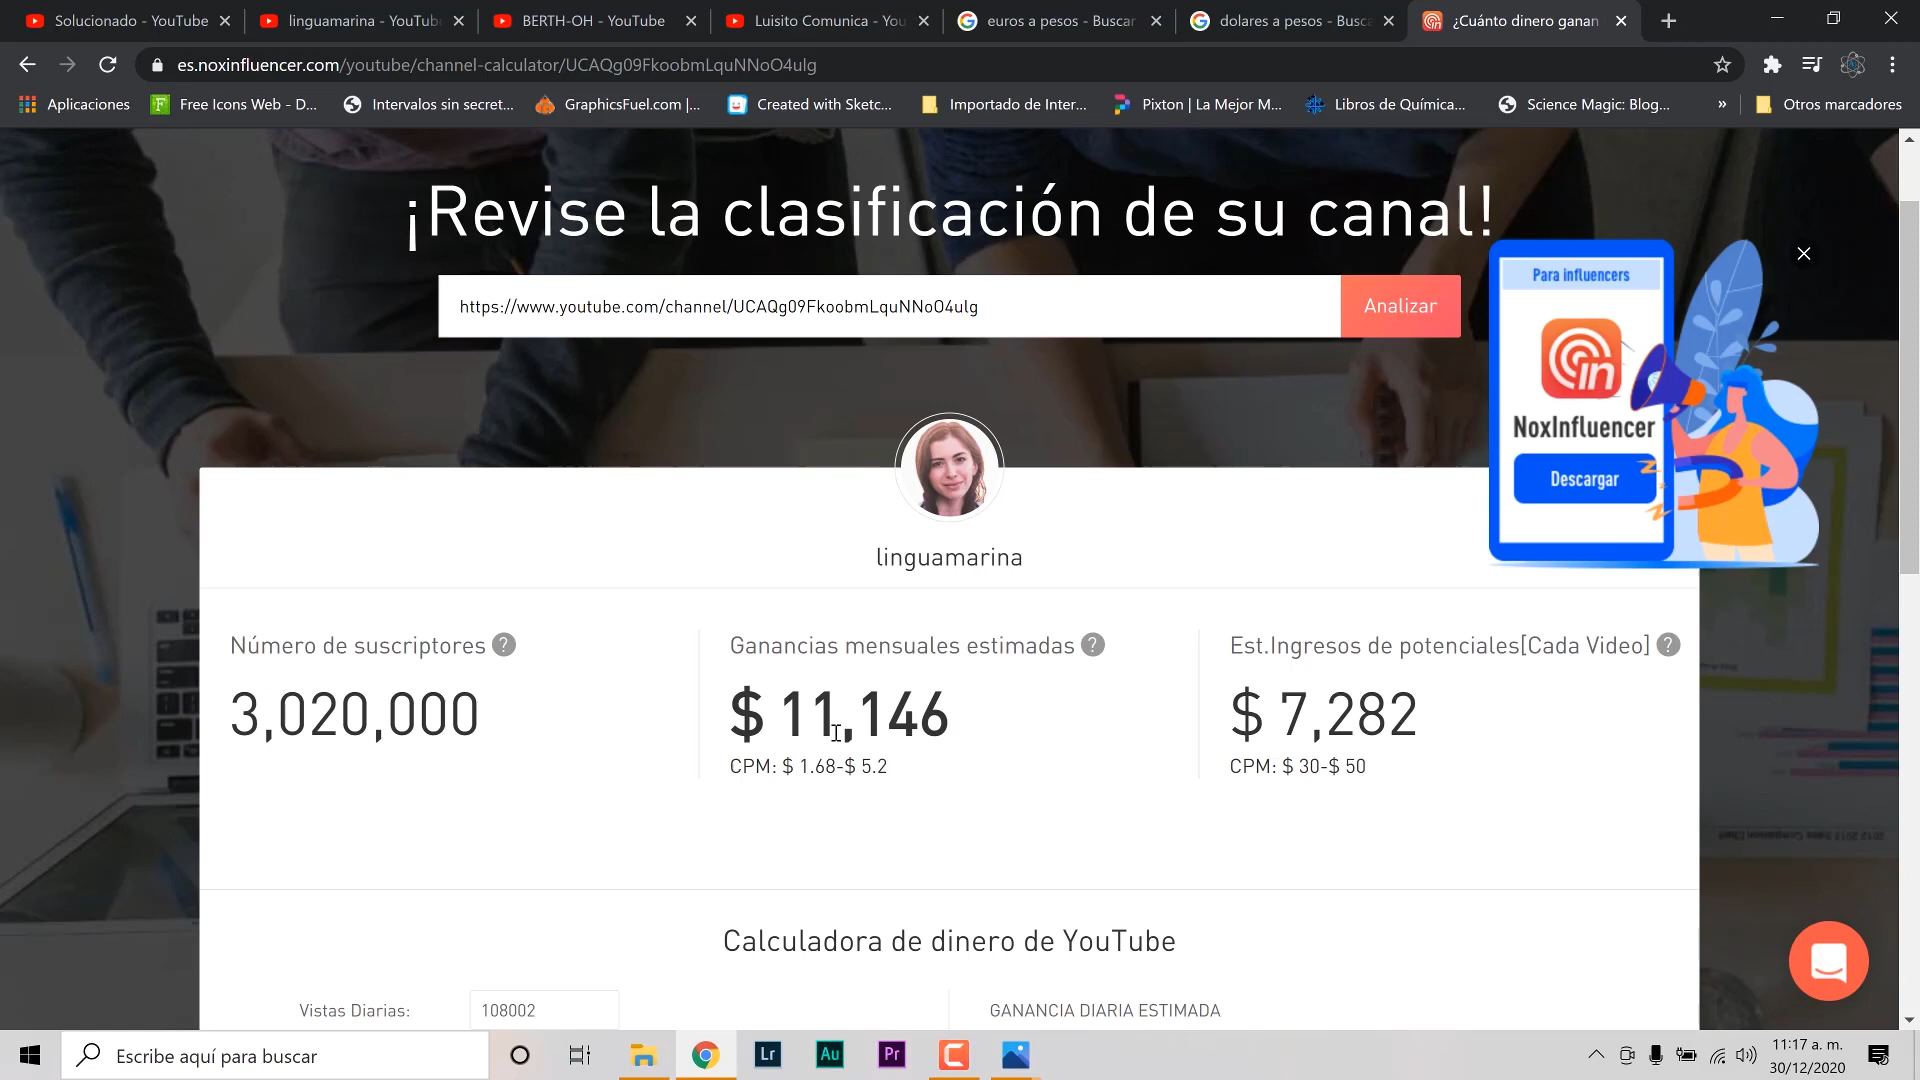 Solucionado - YouTube
linguamarina - YouTube
BERTH-OH - YouTube
Luisito Comunica - You
euros a pesos - Buscar
dolares a pesos - Busca
¿Cuánto dinero ganan
es.noxinfluencer.com/youtube/channel-calculator/UCAQg09FkoobmLquNNoO4ulg
Aplicaciones
Free Icons Web - D...
Intervalos sin secret...
GraphicsFuel.com |...
Created with Sketc...
Importado de Inter...
Pixton | La Mejor M...
Libros de Química...
Science Magic: Blog...
»
Otros marcadores
¡Revise la clasificación de su canal!
https://www.youtube.com/channel/UCAQg09FkoobmLquNNoO4ulg
Analizar
Para influencers
in
NoxInfluencer
Descargar
linguamarina
Número de suscriptores ?
3,020,000
Ganancias mensuales estimadas ?
$ 11,146
CPM: $ 1.68-$ 5.2
Est.Ingresos de potenciales[Cada Video] ?
$ 7,282
CPM: $ 30-$ 50
Calculadora de dinero de YouTube
Vistas Diarias:
108002
GANANCIA DIARIA ESTIMADA
Escribe aquí para buscar
Lr
Au
Pr
11:17 a. m.
30/12/2020